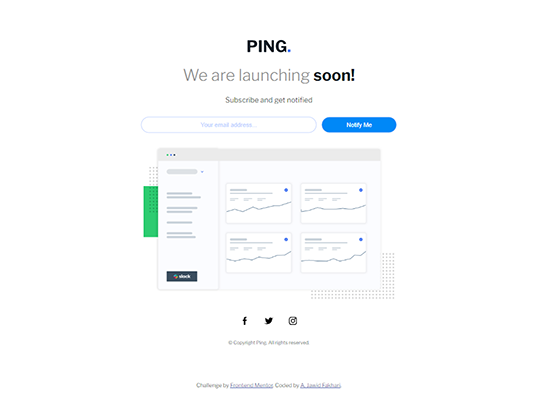 PING.
We are launching soon!
Subscribe and get notified
Your email address...
Notify Me
slack
© Copyright Ping. All rights reserved.
Challenge by Frontend Mentor. Coded by A. Jawid Fakhari.